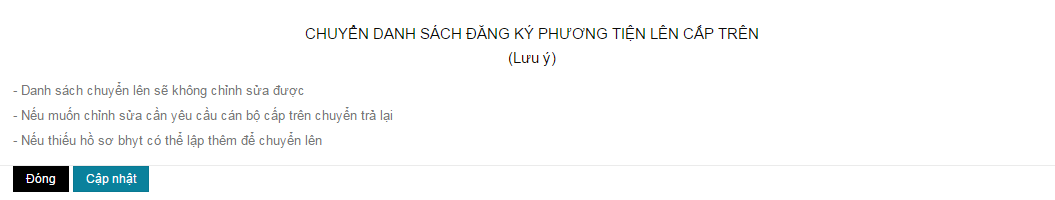 CHUYỂN DANH SÁCH ĐĂNG KÝ PHƯƠNG TIỆN LÊN CẤP TRÊN
(Lưu ý)
- Danh sách chuyển lên sẽ không chỉnh sửa được
- Nếu muốn chỉnh sửa cần yêu cầu cán bộ cấp trên chuyển trả lại
- Nếu thiếu hồ sơ bhyt có thể lập thêm để chuyển lên
Đóng Cập nhật